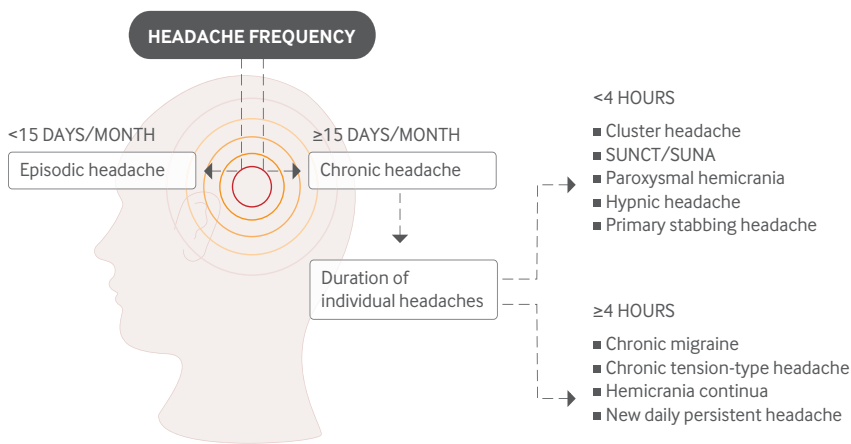 HEADACHE FREQUENCY
<15 DAYS/MONTH
Episodic headache
≥15 DAYS/MONTH
Chronic headache
Duration of
individual headaches
<4 HOURS
■ Cluster headache
■ SUNCT/SUNA
■ Paroxysmal hemicrania
■ Hypnic headache
■ Primary stabbing headache
≥4 HOURS
■ Chronic migraine
■ Chronic tension-type headache
■ Hemicrania continua
■ New daily persistent headache